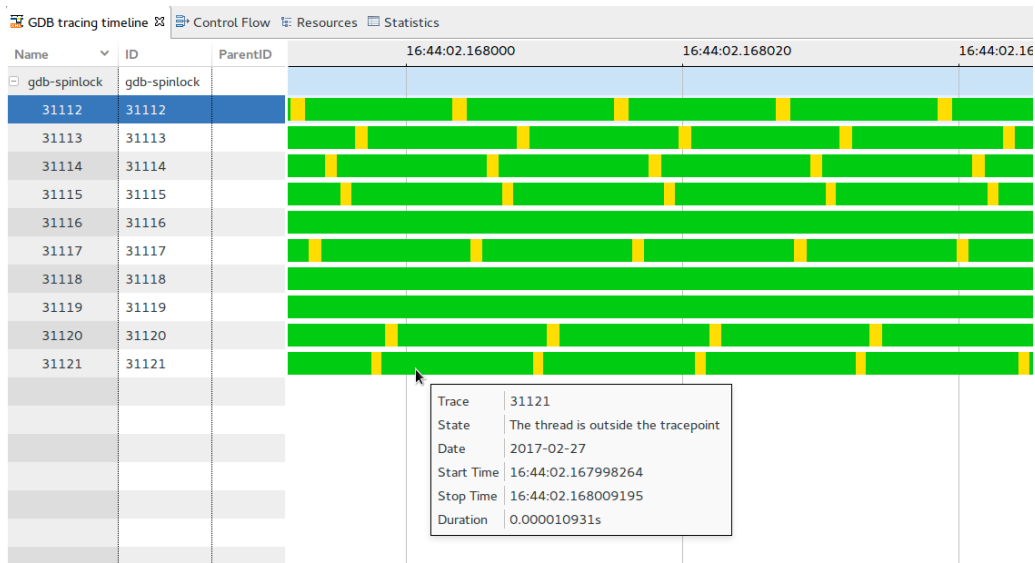 GDB tracing timeline Control Flow Resources Statistics
Name ID ParentID 16:44:02.168000 16:44:02.168020 16:44:02.16
gdb-spinlock gdb-spinlock
31112 31112
31113 31113
31114 31114
31115 31115
31116 31116
31117 31117
31118 31118
31119 31119
31120 31120
31121 31121
Trace 31121
State The thread is outside the tracepoint
Date 2017-02-27
Start Time 16:44:02.167998264
Stop Time 16:44:02.168009195
Duration 0.000010931s